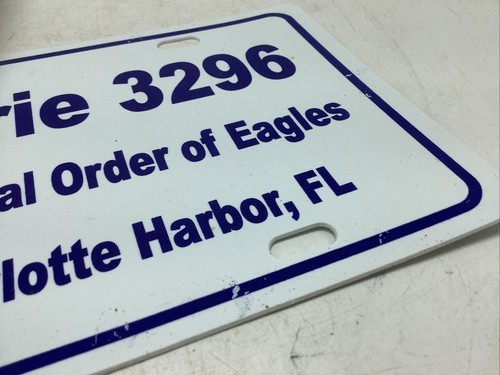 rie 3296
al Order of Eagles
lotte Harbor, FL